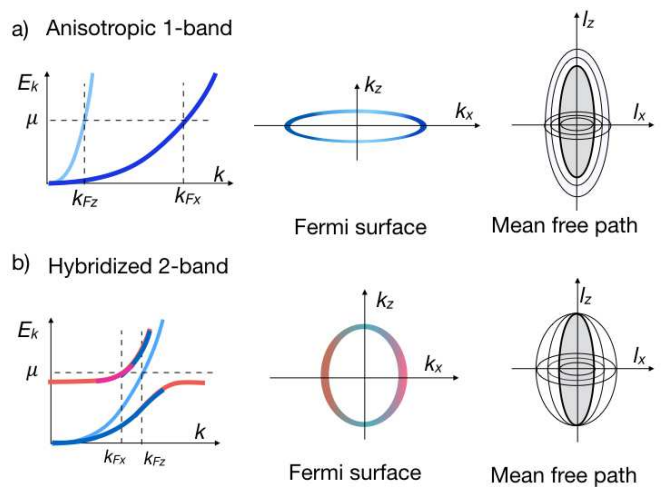 a) Anisotropic 1-band
E_k
μ
k
k_Fz
k_Fx
k_z
k_x
Fermi surface
l_z
l_x
Mean free path
b) Hybridized 2-band
E_k
μ
k
k_Fx
k_Fz
k_z
k_x
Fermi surface
l_z
l_x
Mean free path